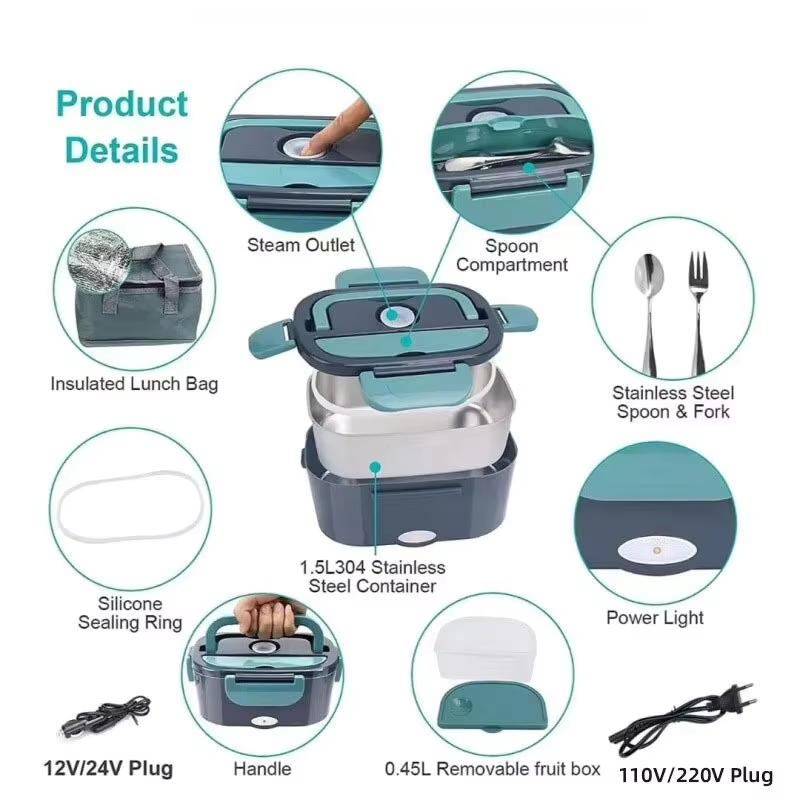 Product
Details
Steam Outlet
Spoon
Compartment
Insulated Lunch Bag
Stainless Steel
Spoon & Fork
1.5L304 Stainless
Steel Container
Silicone
Sealing Ring
Power Light
12V/24V Plug
Handle
0.45L Removable fruit box
110V/220V Plug